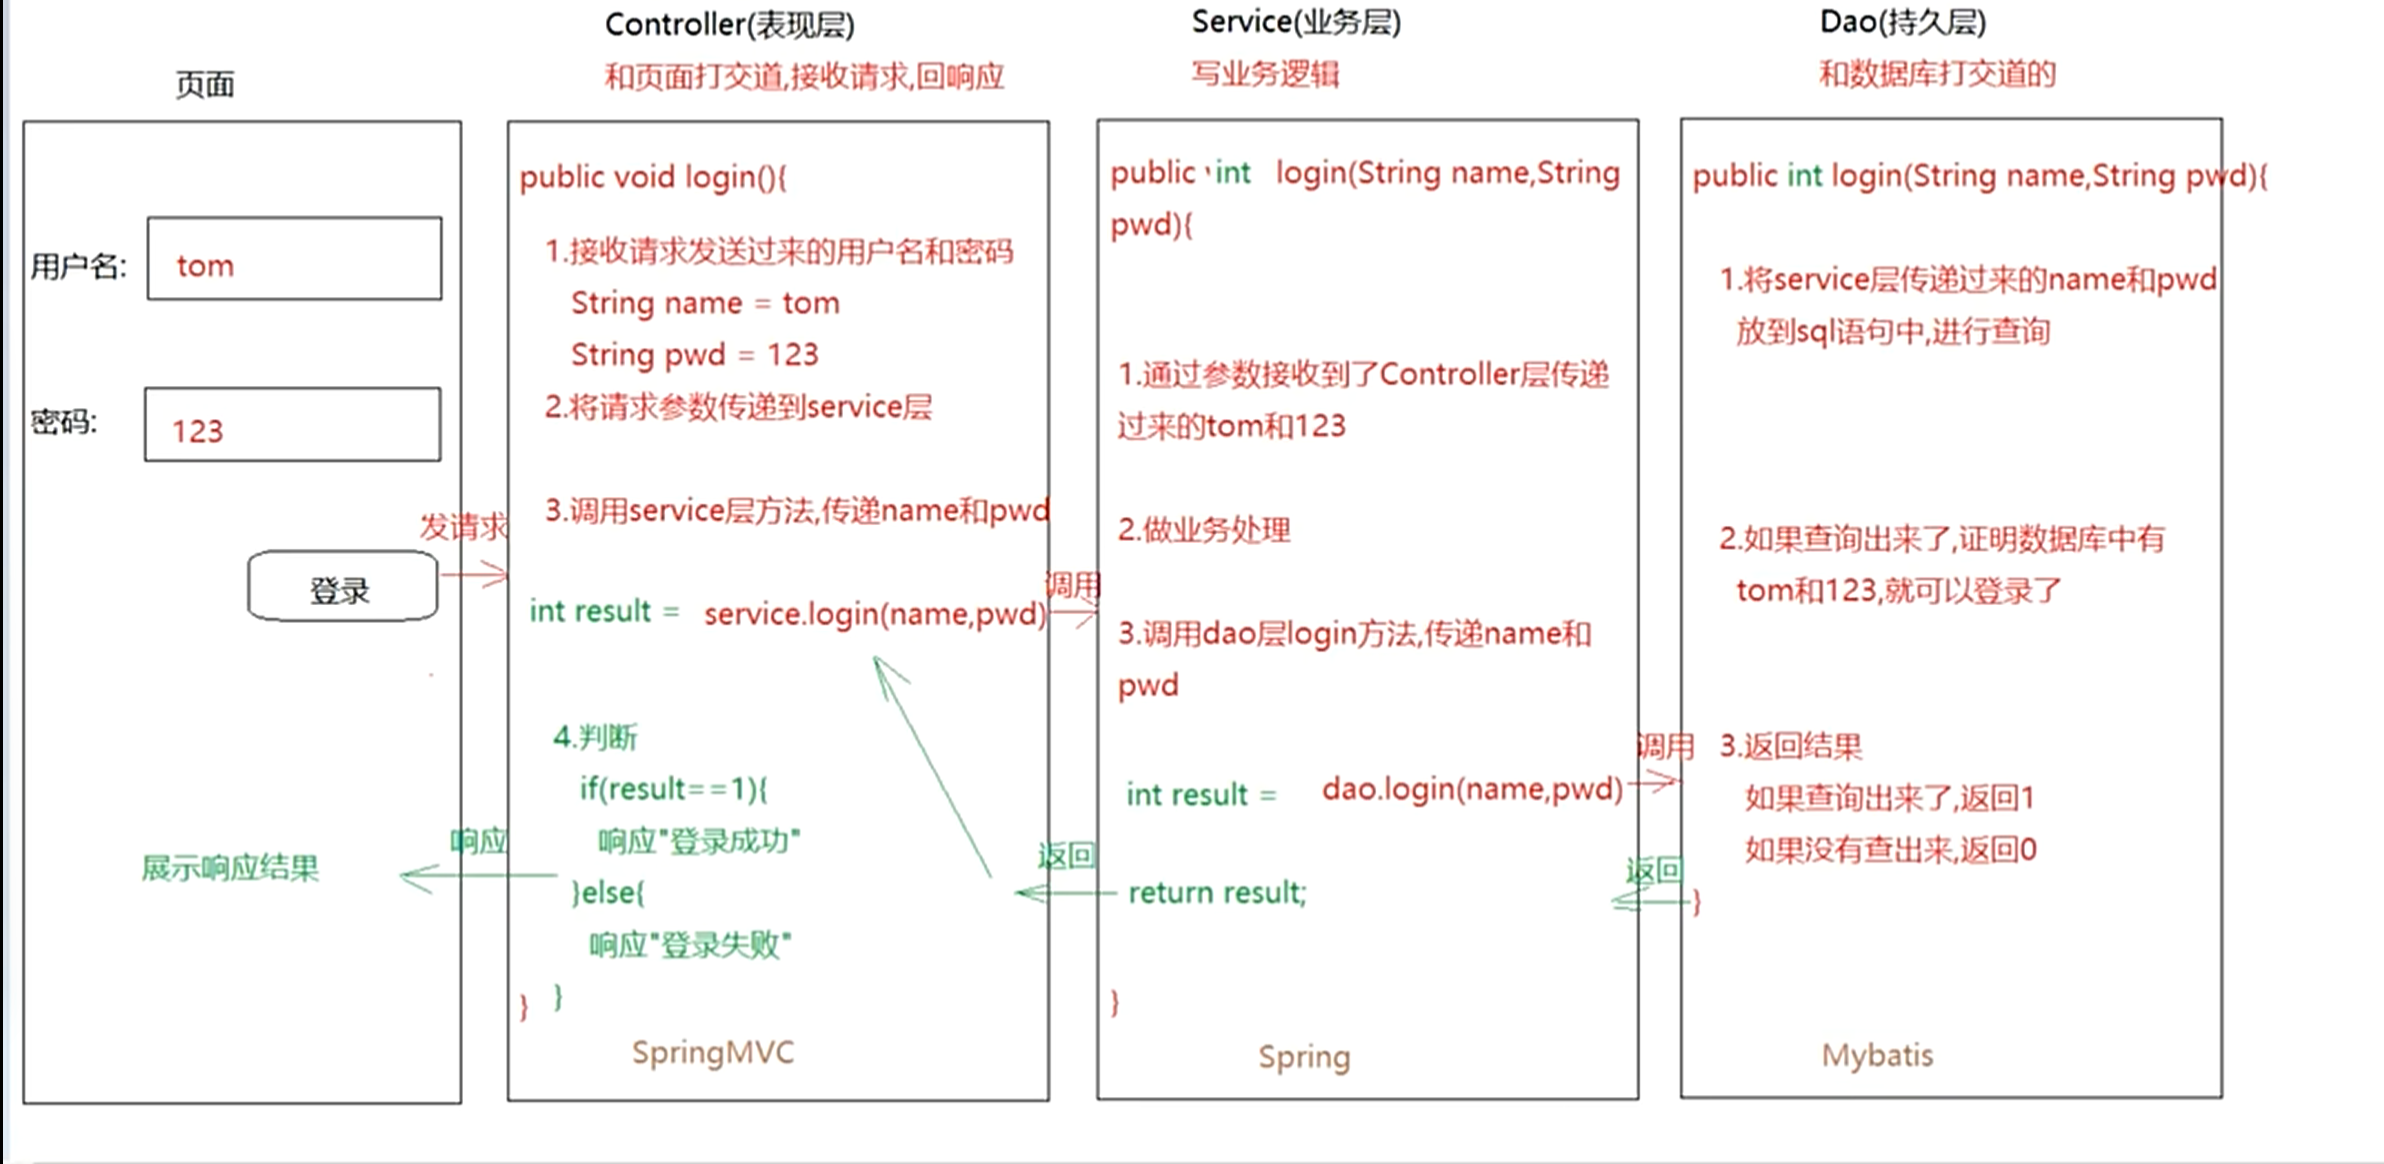 页面
用户名:
tom
密码:
123
发请求
登录
展示响应结果
响应
Controller(表现层)
和页面打交道,接收请求,回响应
public void login(){
1.接收请求发送过来的用户名和密码
String name = tom
String pwd = 123
2.将请求参数传递到service层
3.调用service层方法,传递name和pwd
int result = service.login(name,pwd)
4.判断
if(result==1){
响应"登录成功"
}else{
响应"登录失败"
}
}
SpringMVC
调用
返回
Service(业务层)
写业务逻辑
public int login(String name,String
pwd){
1.通过参数接收到了Controller层传递
过来的tom和123
2.做业务处理
3.调用dao层login方法,传递name和
pwd
int result = dao.login(name,pwd)
return result;
}
Spring
调用
返回
Dao(持久层)
和数据库打交道的
public int login(String name,String pwd){
1.将service层传递过来的name和pwd
放到sql语句中,进行查询
2.如果查询出来了,证明数据库中有
tom和123,就可以登录了
3.返回结果
如果查询出来了,返回1
如果没有查出来,返回0
}
Mybatis